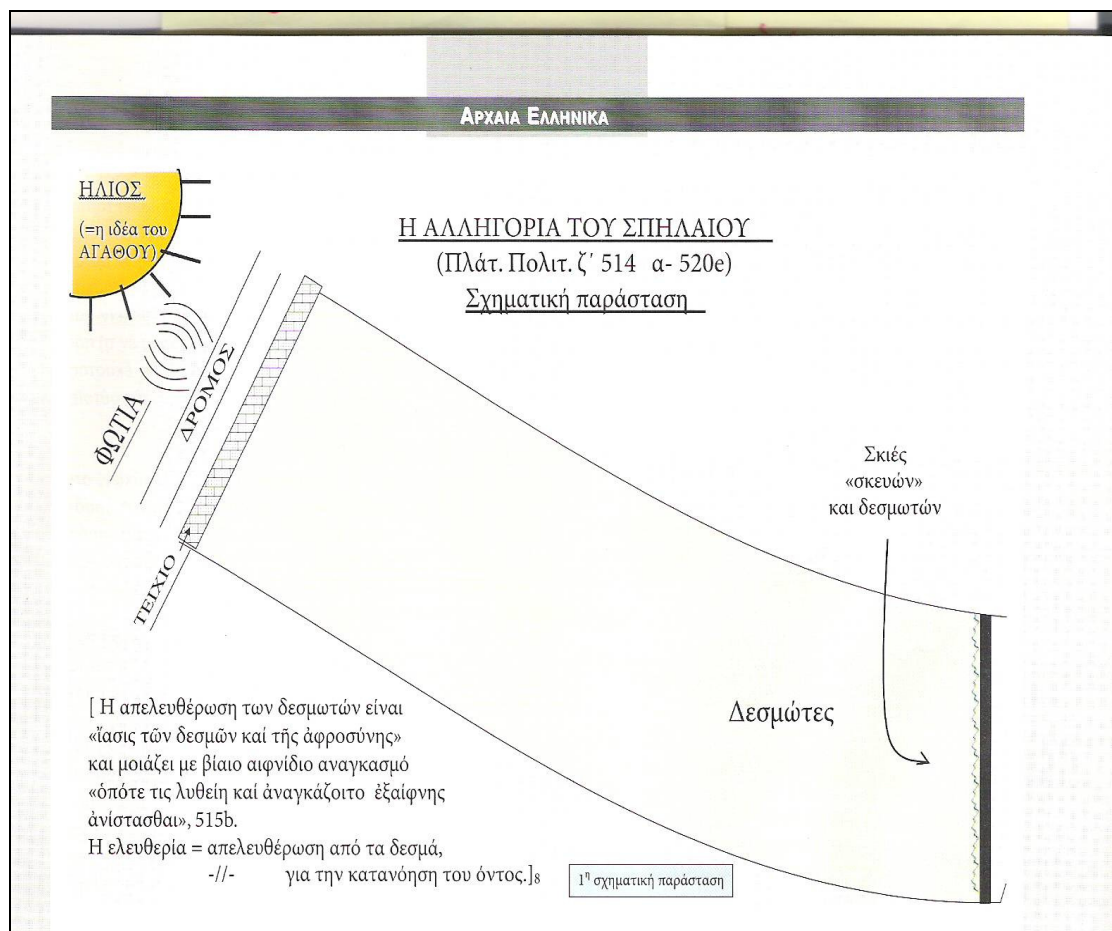 ΑΡΧΑΙΑ ΕΛΛΗΝΙΚΑ
ΗΛΙΟΣ
(=η ιδέα του
ΑΓΑΘΟΥ)
Η ΑΛΛΗΓΟΡΙΑ ΤΟΥ ΣΠΗΛΑΙΟΥ
(Πλάτ. Πολιτ. ζ΄ 514 α- 520e)
Σχηματική παράσταση
ΦΩΤΙΑ
ΔΡΟΜΟΣ
ΤΕΙΧΙΟ
Σκιές
«σκευών»
και δεσμωτών
Δεσμώτες
[ Η απελευθέρωση των δεσμωτών είναι
«ἴασις τῶν δεσμῶν καί τῆς ἀφροσύνης»
και μοιάζει με βίαιο αιφνίδιο αναγκασμό
«ὁπότε τις λυθείη καί ἀναγκάζοιτο ἐξαίφνης
ἀνίστασθαι», 515b.
Η ελευθερία = απελευθέρωση από τα δεσμά,
-//- για την κατανόηση του όντος.]8
1η σχηματική παράσταση